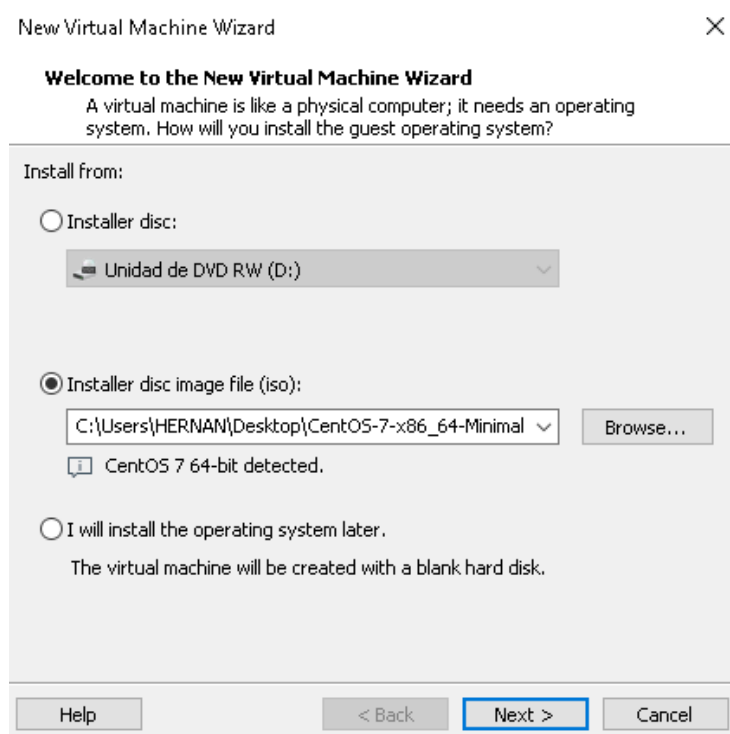 New Virtual Machine Wizard
Welcome to the New Virtual Machine Wizard
A virtual machine is like a physical computer; it needs an operating
system. How will you install the guest operating system?
Install from:
Installer disc:
Unidad de DVD RW (D:)
Installer disc image file (iso):
C:\Users\HERNAN\Desktop\CentOS-7-x86_64-Minimal
Browse...
CentOS 7 64-bit detected.
I will install the operating system later.
The virtual machine will be created with a blank hard disk.
Help
< Back
Next >
Cancel